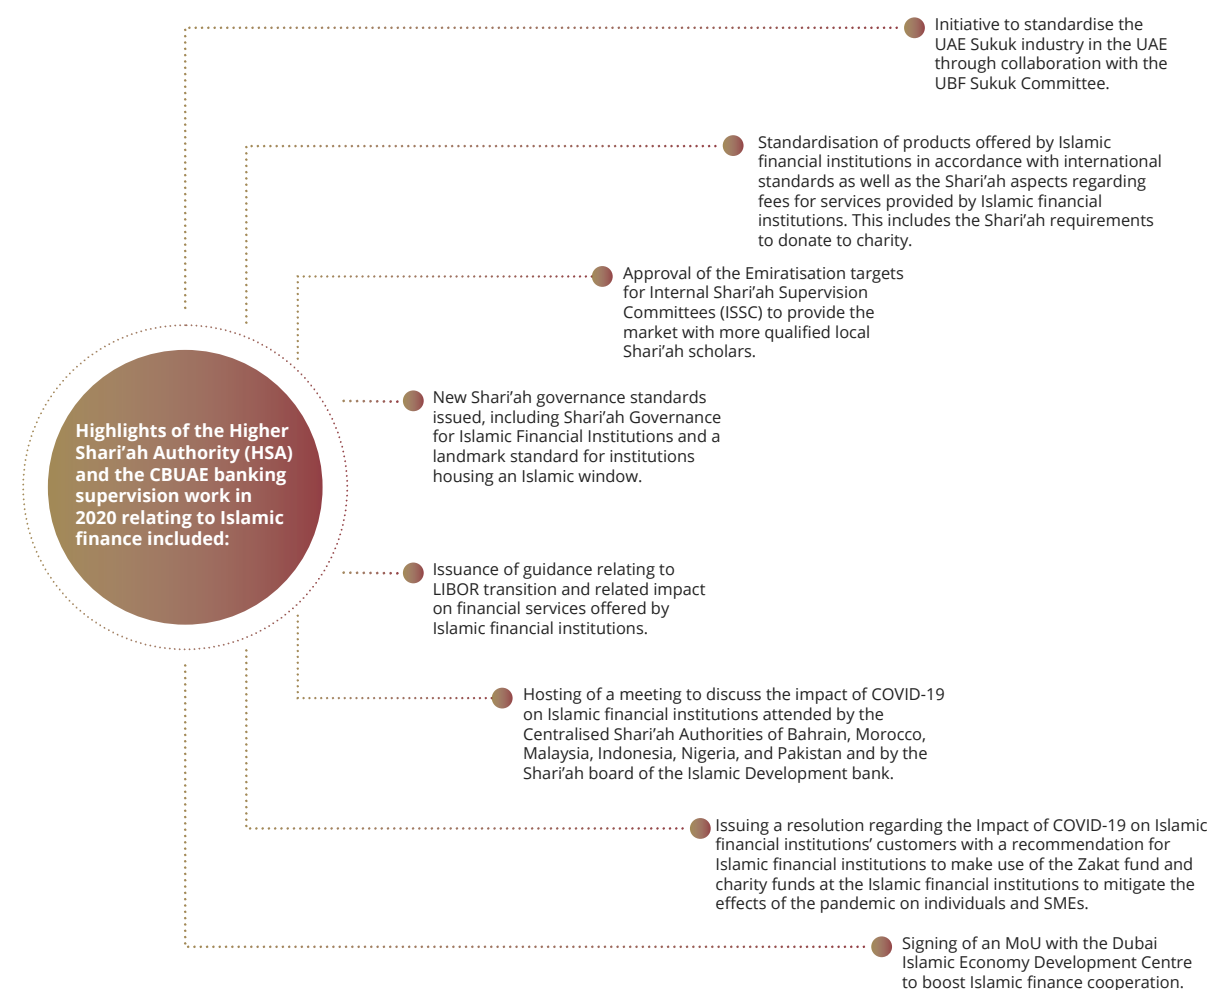 Initiative to standardise the
UAE Sukuk industry in the UAE
through collaboration with the
UBF Sukuk Committee.
Standardisation of products offered by Islamic
financial institutions in accordance with international
standards as well as the Shari’ah aspects regarding
fees for services provided by Islamic financial
institutions. This includes the Shari’ah requirements
to donate to charity.
Approval of the Emiratisation targets
for Internal Shari’ah Supervision
Committees (ISSC) to provide the
market with more qualified local
Shari’ah scholars.
New Shari’ah governance standards
issued, including Shari’ah Governance
for Islamic Financial Institutions and a
landmark standard for institutions
housing an Islamic window.
Highlights of the Higher
Shari’ah Authority (HSA)
and the CBUAE banking
supervision work in
2020 relating to Islamic
finance included:
Issuance of guidance relating to
LIBOR transition and related impact
on financial services offered by
Islamic financial institutions.
Hosting of a meeting to discuss the impact of COVID-19
on Islamic financial institutions attended by the
Centralised Shari’ah Authorities of Bahrain, Morocco,
Malaysia, Indonesia, Nigeria, and Pakistan and by the
Shari’ah board of the Islamic Development bank.
Issuing a resolution regarding the Impact of COVID-19 on Islamic
financial institutions’ customers with a recommendation for
Islamic financial institutions to make use of the Zakat fund and
charity funds at the Islamic financial institutions to mitigate the
effects of the pandemic on individuals and SMEs.
Signing of an MoU with the Dubai
Islamic Economy Development Centre
to boost Islamic finance cooperation.